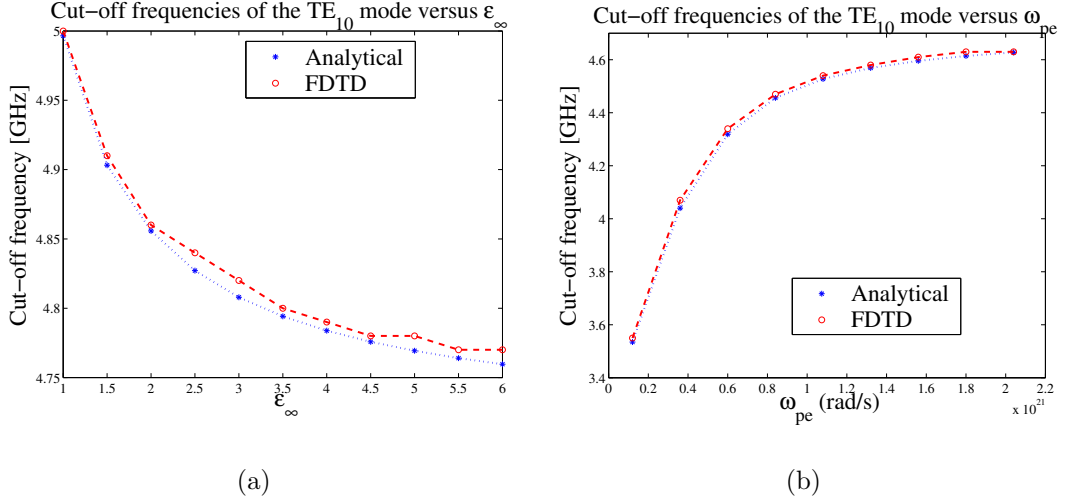 Cut−off frequencies of the TE10 mode versus ε∞
5
4.95
4.9
4.85
4.8
4.75
Cut−off frequency [GHz]
Analytical
FDTD
1 1.5 2 2.5 3 3.5 4 4.5 5 5.5 6
ε∞
(a)
Cut−off frequencies of the TE10 mode versus ωpe
4.6
4.4
4.2
4
3.8
3.6
3.4
Cut−off frequency [GHz]
Analytical
FDTD
0 0.2 0.4 0.6 0.8 1 1.2 1.4 1.6 1.8 2 2.2
x 10^21
ωpe (rad/s)
(b)